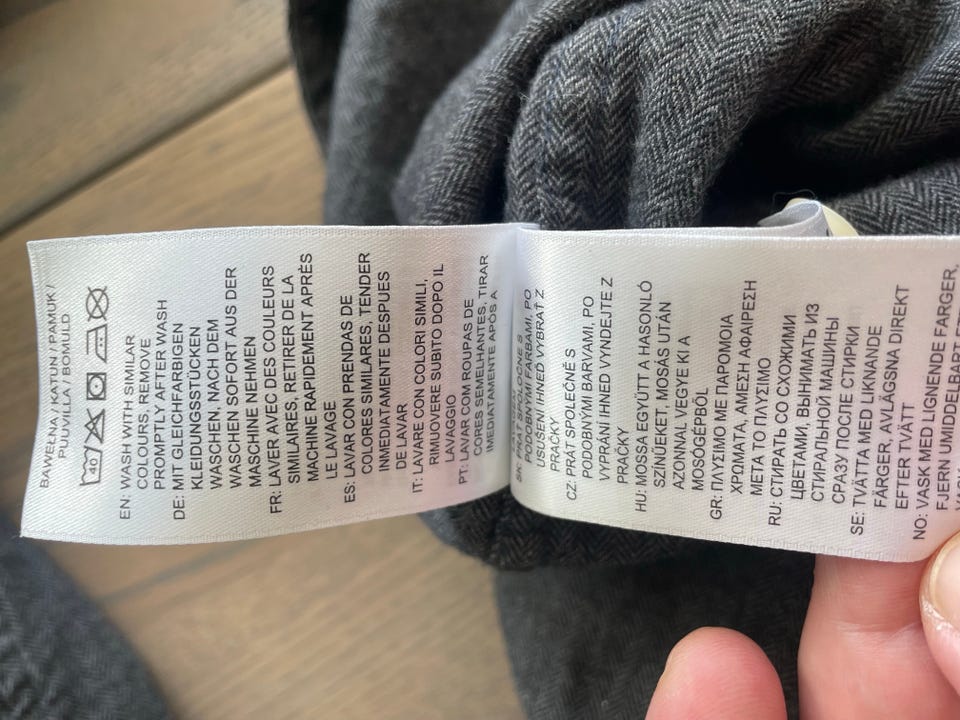 BAWEŁNA / KATUN / PAMUK /
PUUVILLA / BOMULD
40
EN: WASH WITH SIMILAR
COLOURS, REMOVE
PROMPTLY AFTER WASH
DE: MIT GLEICHFARBIGEN
KLEIDUNGSSTÜCKEN
WASCHEN, NACH DEM
WASCHEN SOFORT AUS DER
MASCHINE NEHMEN
FR: LAVER AVEC DES COULEURS
SIMILAIRES, RETIRER DE LA
MACHINE RAPIDEMENT APRÈS
LE LAVAGE
ES: LAVAR CON PRENDAS DE
COLORES SIMILARES, TENDER
INMEDIATAMENTE DESPUES
DE LAVAR
IT: LAVARE CON COLORI SIMILI,
RIMUOVERE SUBITO DOPO IL
LAVAGGIO
PT: LAVAR COM ROUPAS DE
CORES SEMELHANTES, TIRAR
IMEDIATAMENTE APÓS A
SK: PRAŤ SPOLOČNE S
PODOBNÝMI FARBAMI, PO
USUŠENÍ IHNEĎ VYBRAŤ Z
PRAČKY
CZ: PRÁT SPOLEČNĚ S
PODOBNÝMI BARVAMI, PO
VYPRÁNÍ IHNED VYNDEJTE Z
PRAČKY
HU: MOSSA EGYÜTT A HASONLÓ
SZÍNŰEKET, MOSÁS UTÁN
AZONNAL VEGYE KI A
MOSÓGÉPBŐL
GR: ΠΛΥΣΙΜΟ ΜΕ ΠΑΡΟΜΟΙΑ
ΧΡΩΜΑΤΑ, ΑΜΕΣΗ ΑΦΑΙΡΕΣΗ
ΜΕΤΑ ΤΟ ΠΛΥΣΙΜΟ
RU: СТИРАТЬ СО СХОЖИМИ
ЦВЕТАМИ, ВЫНИМАТЬ ИЗ
СТИРАЛЬНОЙ МАШИНЫ
СРАЗУ ПОСЛЕ СТИРКИ
SE: TVÄTTA MED LIKNANDE
FÄRGER, AVLÄGSNA DIREKT
EFTER TVÄTT
NO: VASK MED LIGNENDE FARGER,
FJERN UMIDDELBART